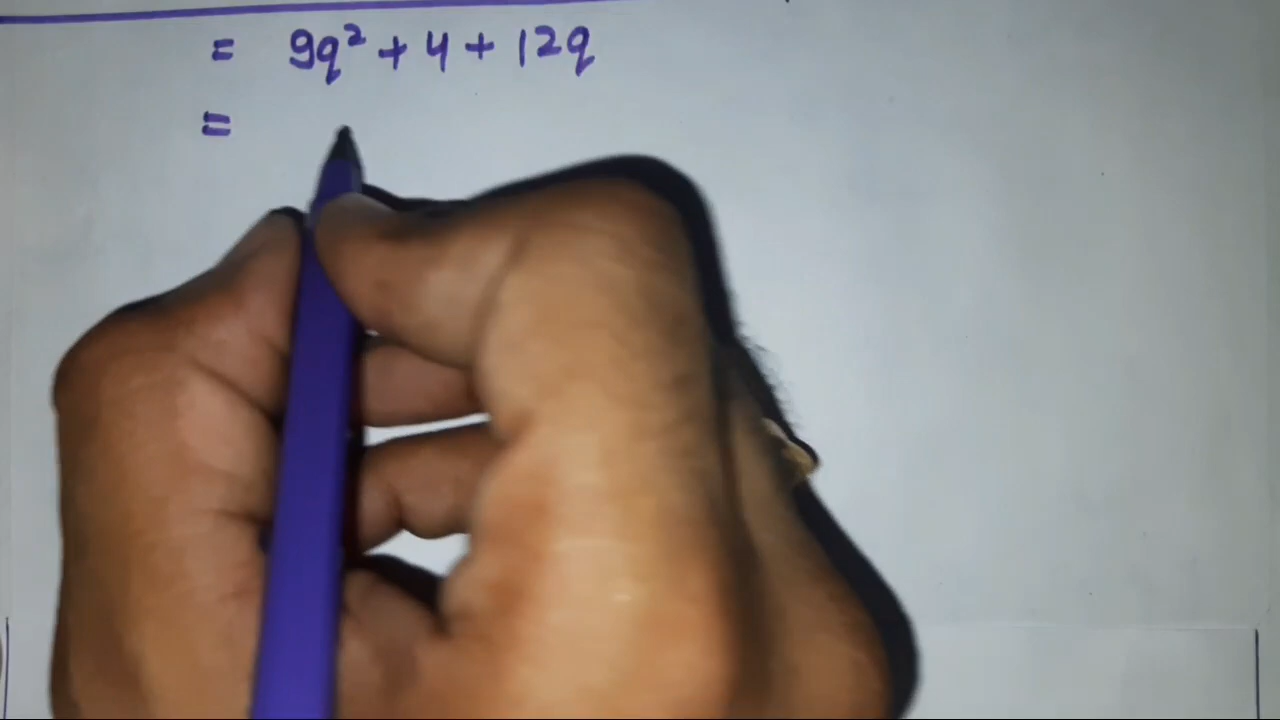 = 9q² + 4 + 12q
=